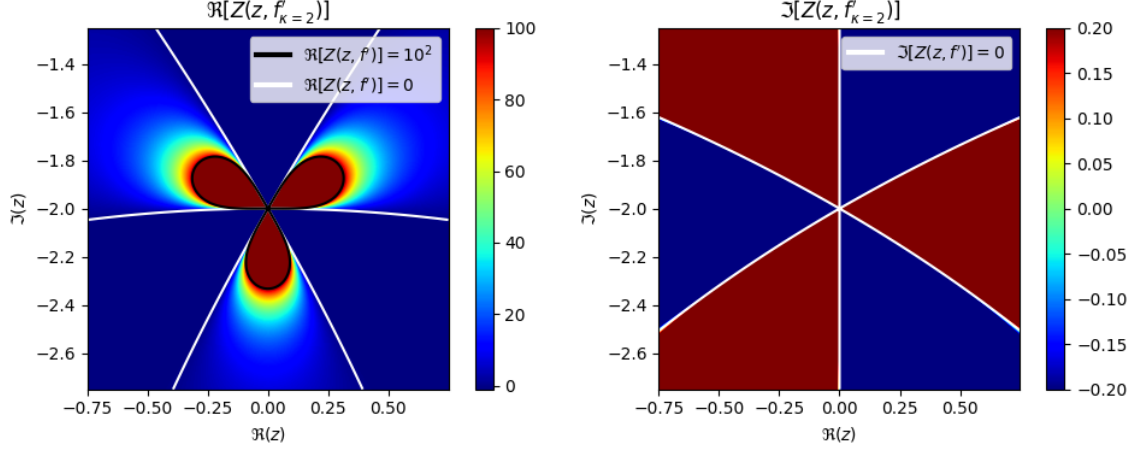 ℜ[Z(z, f′κ=2)]
ℜ[Z(z, f′)] = 10²
ℜ[Z(z, f′)] = 0
−1.4
−1.6
−1.8
−2.0
−2.2
−2.4
−2.6
ℑ(z)
−0.75 −0.50 −0.25 0.00 0.25 0.50
ℜ(z)
100
80
60
40
20
0
ℑ[Z(z, f′κ=2)]
ℑ[Z(z, f′)] = 0
−1.4
−1.6
−1.8
−2.0
−2.2
−2.4
−2.6
ℑ(z)
−0.75 −0.50 −0.25 0.00 0.25 0.50
ℜ(z)
0.20
0.15
0.10
0.05
0.00
−0.05
−0.10
−0.15
−0.20